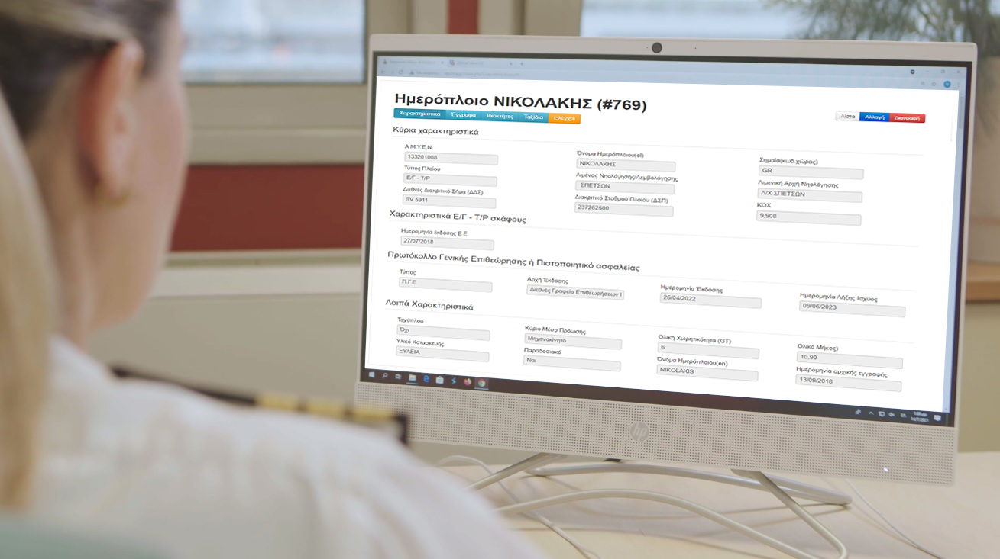 Ημερόπλοιο ΝΙΚΟΛΑΚΗΣ (#769)
Χαρακτηριστικά Έγγραφα Ιδιοκτήτες Ταξίδια Ελέγχοι
Λίστα Αλλαγή Διαγραφή
Κύρια χαρακτηριστικά
Α.Μ.Υ.Ε.Ν. Όνομα Ημερόπλοιου(el) Σημαία(κωδ χώρας)
133201008 ΝΙΚΟΛΑΚΗΣ GR
Τύπος Πλοίου Λιμένας Νηολόγησης/Λεμβολόγησης Λιμενική Αρχή Νηολόγησης
Ε/Γ - Τ/Ρ ΣΠΕΤΣΩΝ Λ/Χ ΣΠΕΤΣΩΝ
Διεθνές Διακριτικό Σήμα (ΔΔΣ) Διακριτικό Σταθμού Πλοίου (ΔΣΠ) ΚΟΧ
SV 5911 237262500 9,908
Χαρακτηριστικά Ε/Γ - Τ/Ρ σκάφους
Ημερομηνία έκδοσης Ε.Ε.
27/07/2018
Πρωτόκολλο Γενικής Επιθεώρησης ή Πιστοποιητικό ασφαλείας
Τύπος Αρχή Έκδοσης Ημερομηνία Έκδοσης Ημερομηνία Λήξης Ισχύος
Π.Γ.Ε Διεθνές Γραφείο Επιθεωρήσεων 26/04/2022 09/06/2023
Λοιπά Χαρακτηριστικά
Ταχύπλοο Κύριο Μέσο Πρόωσης Ολική Χωρητικότητα (GT) Ολικό Μήκος)
Όχι Μηχανοκίνητο 6 10,90
Υλικό Κατασκευής Παραδοσιακό Όνομα Ημερόπλοιου(en) Ημερομηνία αρχικής εγγραφής
ΞΥΛΕΙΑ Ναι NIKOLAKIS 13/09/2018
hp